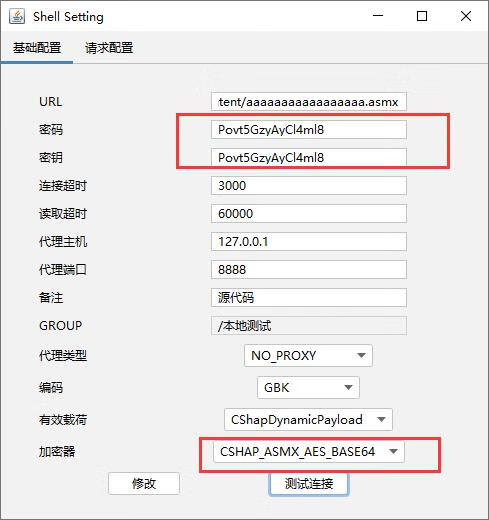 Shell Setting
基础配置 请求配置
URL tent/aaaaaaaaaaaaaaaaa.asmx
密码 Povt5GzyAyCl4ml8
密钥 Povt5GzyAyCl4ml8
连接超时 3000
读取超时 60000
代理主机 127.0.0.1
代理端口 8888
备注 源代码
GROUP /本地测试
代理类型 NO_PROXY
编码 GBK
有效载荷 CShapDynamicPayload
加密器 CSHAP_ASMX_AES_BASE64
修改 测试连接